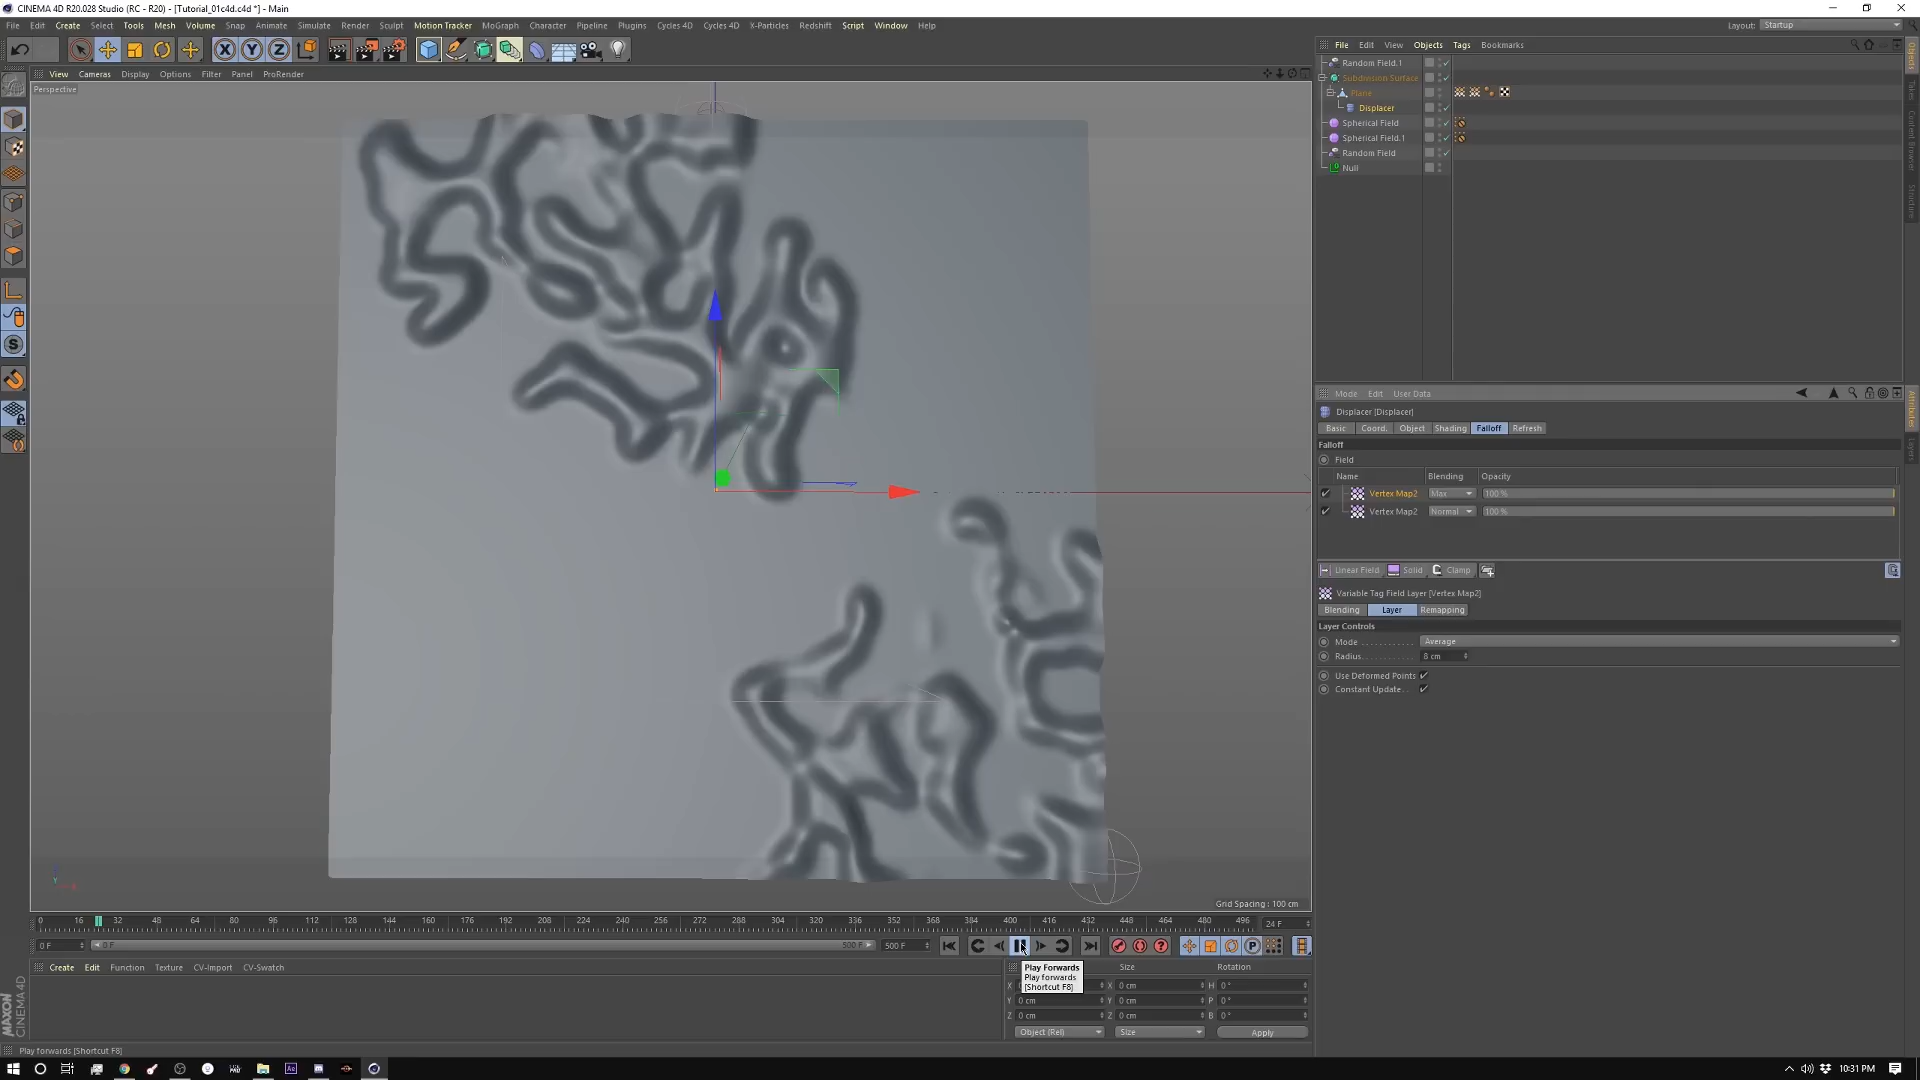 CINEMA 4D R20.028 Studio (RC - R20) - [Tutorial_01c4d.c4d *] - Main
File Edit Create Select Tools Mesh Volume Snap Animate Simulate Render Sculpt Motion Tracker MoGraph Character Pipeline Plugins Cycles 4D Cycles 4D X-Particles Redshift Script Window Help
Layout: Startup
File Edit View Objects Tags Bookmarks
View Cameras Display Options Filter Panel ProRender
Perspective
Random Field.1
Subdivision Surface
Plane
Displacer
Spherical Field
Spherical Field.1
Random Field
Null
Objects
Takes
Content Browser
Structure
Mode Edit User Data
Displacer [Displacer]
Basic Coord. Object Shading Falloff Refresh
Falloff
Field
Name Blending Opacity
Vertex Map2 Max 100 %
Vertex Map2 Normal 100 %
Linear Field Solid Clamp
Variable Tag Field Layer [Vertex Map2]
Blending Layer Remapping
Layer Controls
Mode Average
Radius 8 cm
Use Deformed Points
Constant Update
Attributes
Layers
Grid Spacing : 100 cm
0 16 32 48 64 80 96 112 128 144 160 176 192 208 224 240 256 272 288 304 320 336 352 368 384 400 416 432 448 464 480 496 24 F
0 F 0 F 500 F 500 F
Create Edit Function Texture CV-Import CV-Swatch
Play Forwards
Play forwards
[Shortcut F8]
Size Rotation
X X 0 cm H 0 °
Y 0 cm Y 0 cm P 0 °
Z 0 cm Z 0 cm B 0 °
Object (Rel) Size Apply
MAXON
CINEMA 4D
Play forwards [Shortcut F8]
Ae
10:31 PM